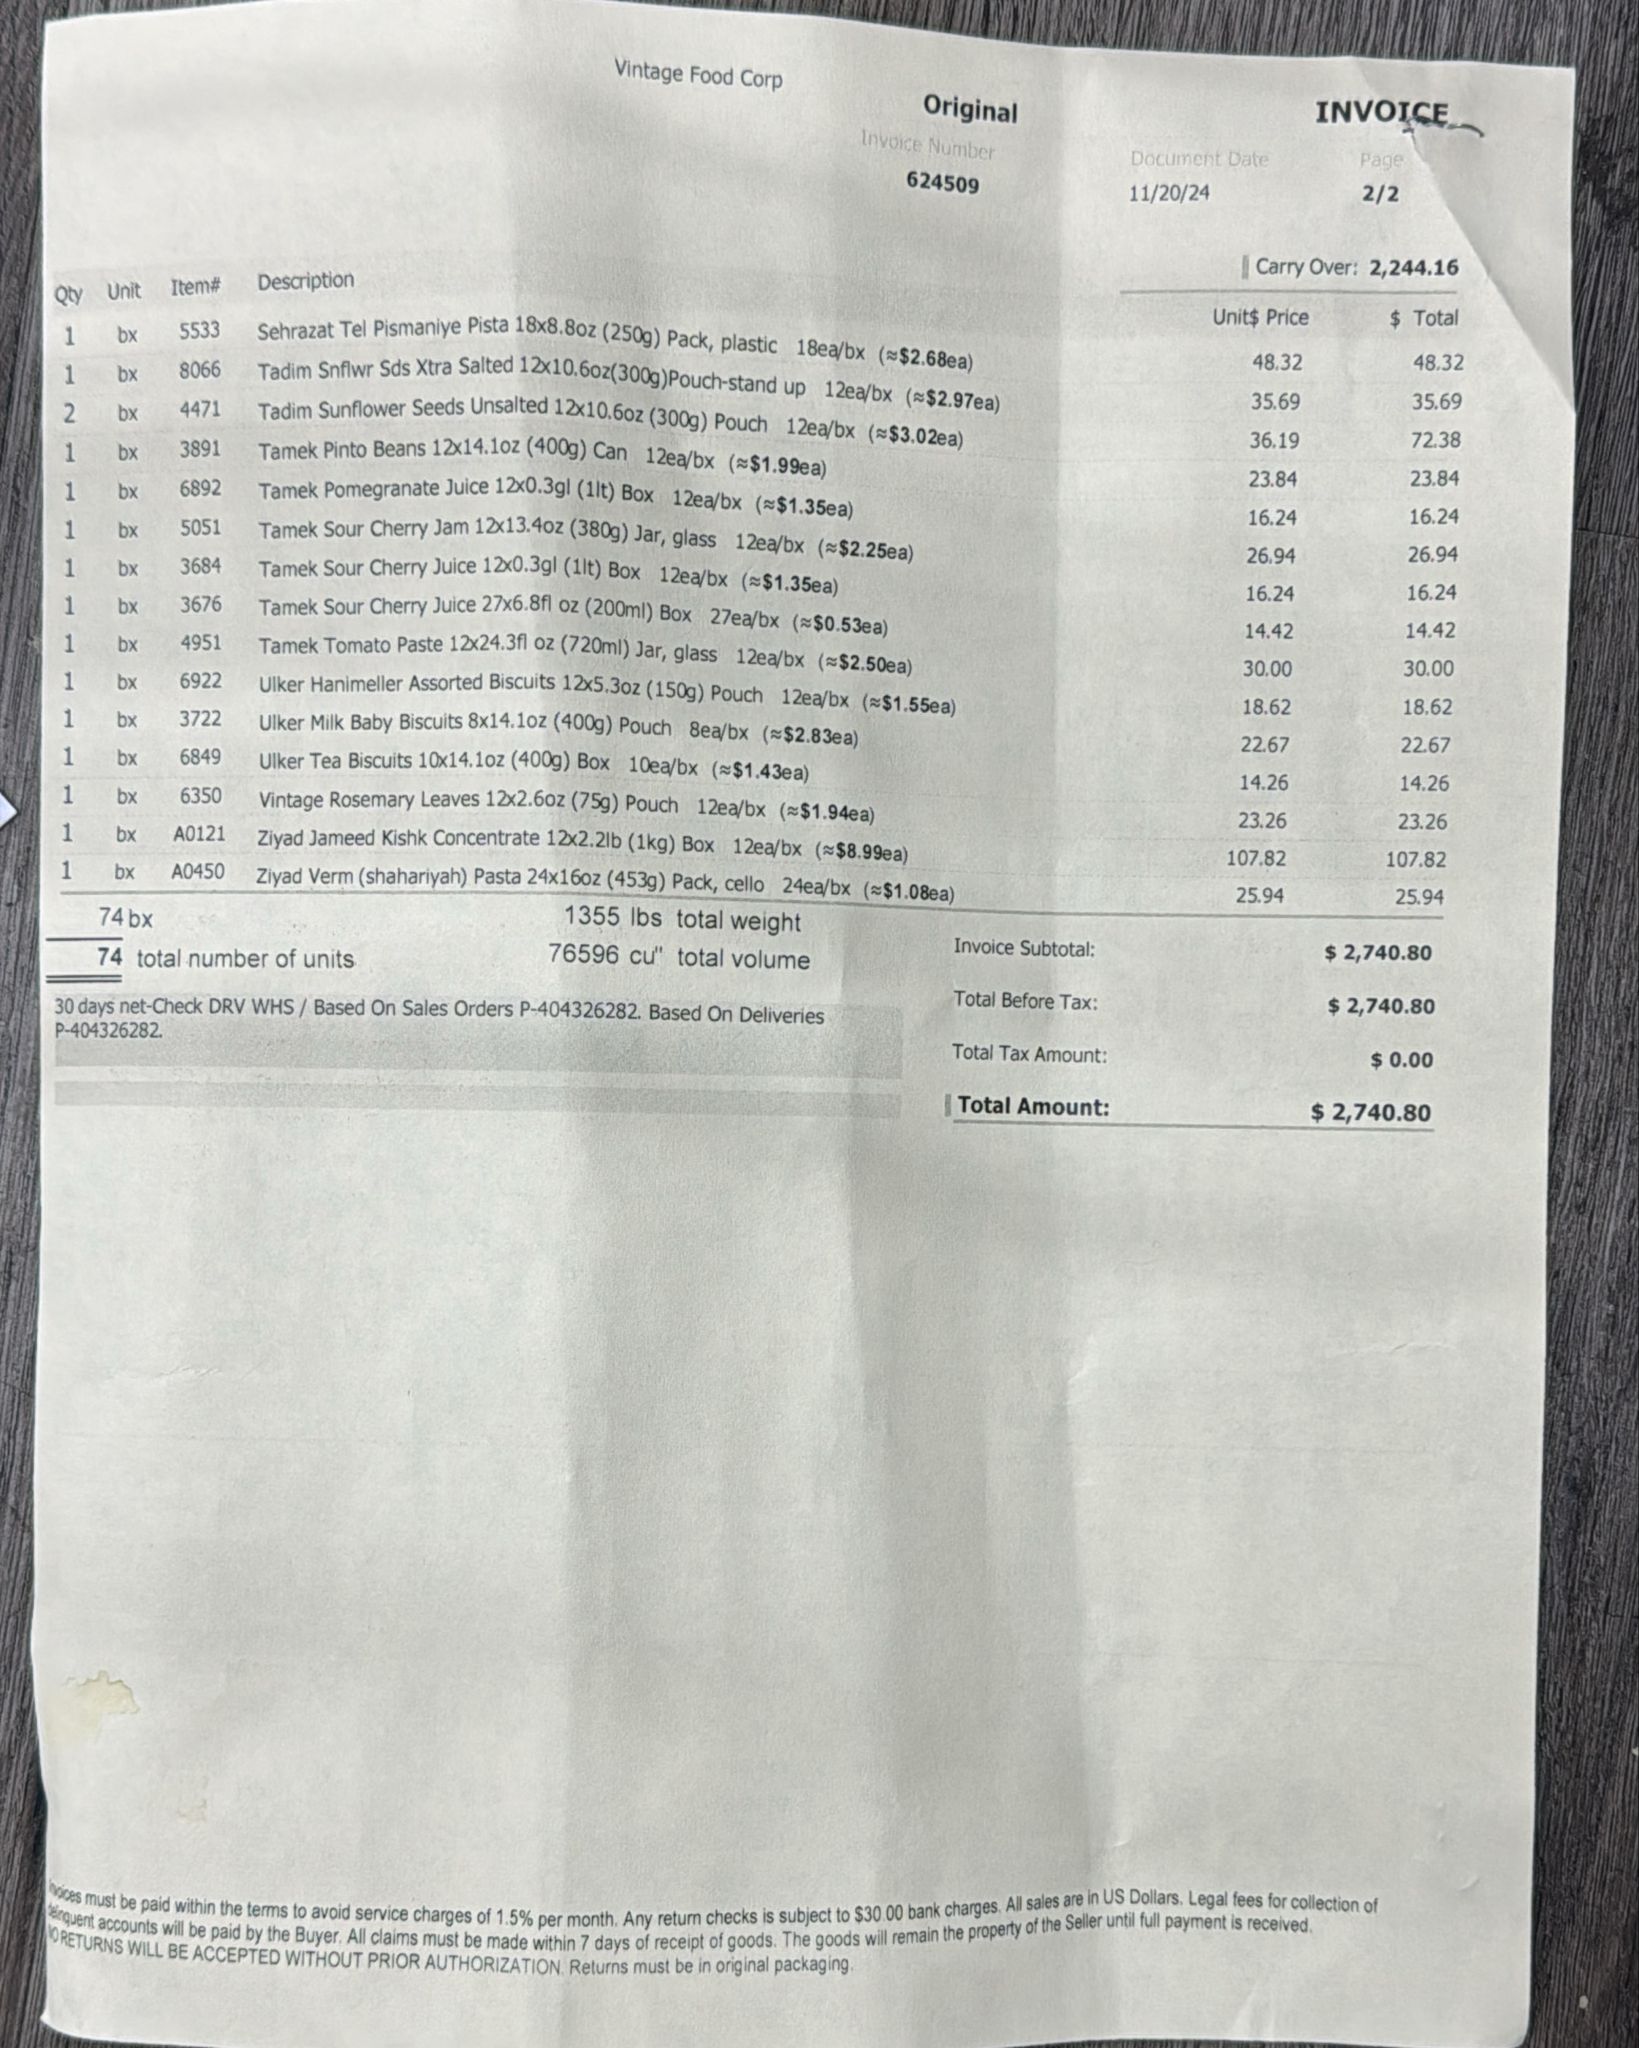 Vintage Food Corp
Original
INVOICE
Invoice Number
Document Date
Page
624509
11/20/24
2/2
Carry Over: 2,244.16
Qty Unit Item# Description Unit$ Price $ Total
1 bx 5533 Sehrazat Tel Pismaniye Pista 18x8.8oz (250g) Pack, plastic 18ea/bx (≈$2.68ea) 48.32 48.32
1 bx 8066 Tadim Snflwr Sds Xtra Salted 12x10.6oz(300g)Pouch-stand up 12ea/bx (≈$2.97ea) 35.69 35.69
2 bx 4471 Tadim Sunflower Seeds Unsalted 12x10.6oz (300g) Pouch 12ea/bx (≈$3.02ea) 36.19 72.38
1 bx 3891 Tamek Pinto Beans 12x14.1oz (400g) Can 12ea/bx (≈$1.99ea) 23.84 23.84
1 bx 6892 Tamek Pomegranate Juice 12x0.3gl (1lt) Box 12ea/bx (≈$1.35ea) 16.24 16.24
1 bx 5051 Tamek Sour Cherry Jam 12x13.4oz (380g) Jar, glass 12ea/bx (≈$2.25ea) 26.94 26.94
1 bx 3684 Tamek Sour Cherry Juice 12x0.3gl (1lt) Box 12ea/bx (≈$1.35ea) 16.24 16.24
1 bx 3676 Tamek Sour Cherry Juice 27x6.8fl oz (200ml) Box 27ea/bx (≈$0.53ea) 14.42 14.42
1 bx 4951 Tamek Tomato Paste 12x24.3fl oz (720ml) Jar, glass 12ea/bx (≈$2.50ea) 30.00 30.00
1 bx 6922 Ulker Hanimeller Assorted Biscuits 12x5.3oz (150g) Pouch 12ea/bx (≈$1.55ea) 18.62 18.62
1 bx 3722 Ulker Milk Baby Biscuits 8x14.1oz (400g) Pouch 8ea/bx (≈$2.83ea) 22.67 22.67
1 bx 6849 Ulker Tea Biscuits 10x14.1oz (400g) Box 10ea/bx (≈$1.43ea) 14.26 14.26
1 bx 6350 Vintage Rosemary Leaves 12x2.6oz (75g) Pouch 12ea/bx (≈$1.94ea) 23.26 23.26
1 bx A0121 Ziyad Jameed Kishk Concentrate 12x2.2lb (1kg) Box 12ea/bx (≈$8.99ea) 107.82 107.82
1 bx A0450 Ziyad Verm (shahariyah) Pasta 24x16oz (453g) Pack, cello 24ea/bx (≈$1.08ea) 25.94 25.94
74 bx 1355 lbs total weight
74 total number of units 76596 cu" total volume
Invoice Subtotal: $ 2,740.80
30 days net-Check DRV WHS / Based On Sales Orders P-404326282. Based On Deliveries
P-404326282.
Total Before Tax: $ 2,740.80
Total Tax Amount: $ 0.00
Total Amount: $ 2,740.80
must be paid within the terms to avoid service charges of 1.5% per month. Any return checks is subject to $30.00 bank charges. All sales are in US Dollars. Legal fees for collection of
accounts will be paid by the Buyer. All claims must be made within 7 days of receipt of goods. The goods will remain the property of the Seller until full payment is received.
RETURNS WILL BE ACCEPTED WITHOUT PRIOR AUTHORIZATION. Returns must be in original packaging.